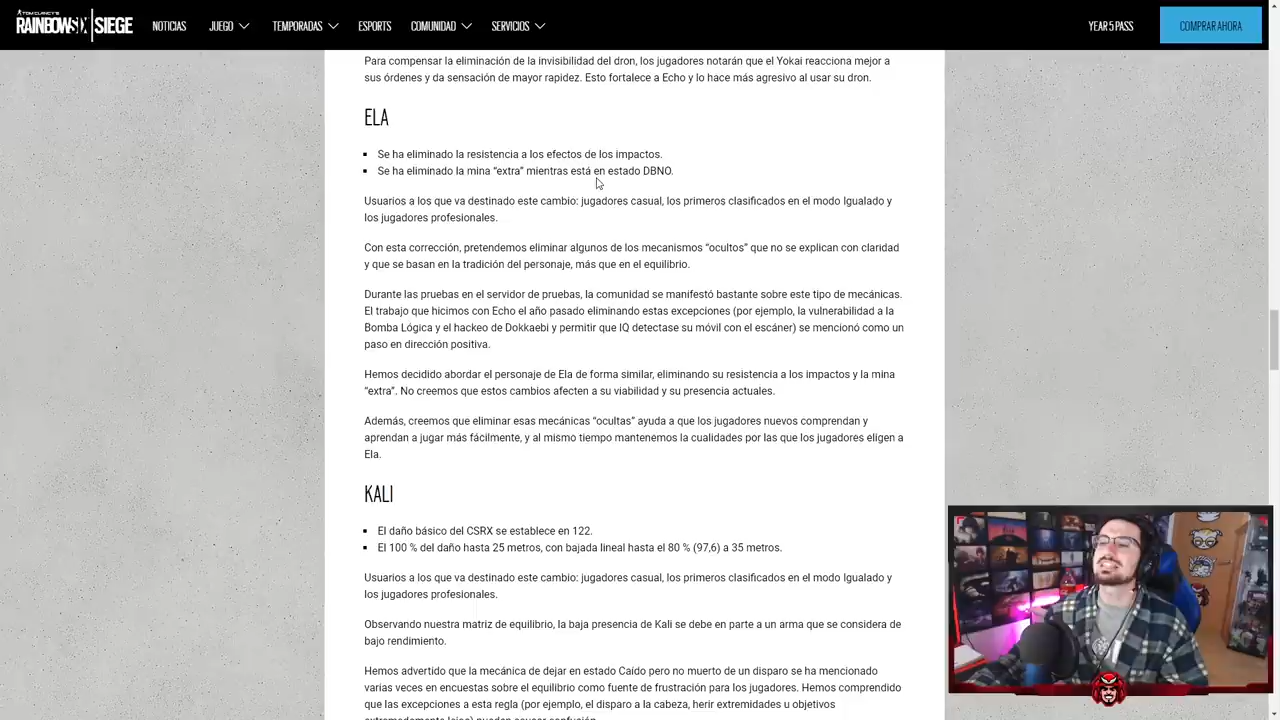 TOM CLANCY'S
RAINBOWSIX SIEGE
NOTICIAS
JUEGO
TEMPORADAS
ESPORTS
COMUNIDAD
SERVICIOS
YEAR 5 PASS
COMPRAR AHORA
Para compensar la eliminación de la invisibilidad del dron, los jugadores notarán que el Yokai reacciona mejor a
sus órdenes y da sensación de mayor rapidez. Esto fortalece a Echo y lo hace más agresivo al usar su dron.
ELA
Se ha eliminado la resistencia a los efectos de los impactos.
Se ha eliminado la mina “extra” mientras está en estado DBNO.
Usuarios a los que va destinado este cambio: jugadores casual, los primeros clasificados en el modo Igualado y
los jugadores profesionales.
Con esta corrección, pretendemos eliminar algunos de los mecanismos “ocultos” que no se explican con claridad
y que se basan en la tradición del personaje, más que en el equilibrio.
Durante las pruebas en el servidor de pruebas, la comunidad se manifestó bastante sobre este tipo de mecánicas.
El trabajo que hicimos con Echo el año pasado eliminando estas excepciones (por ejemplo, la vulnerabilidad a la
Bomba Lógica y el hackeo de Dokkaebi y permitir que IQ detectase su móvil con el escáner) se mencionó como un
paso en dirección positiva.
Hemos decidido abordar el personaje de Ela de forma similar, eliminando su resistencia a los impactos y la mina
“extra”. No creemos que estos cambios afecten a su viabilidad y su presencia actuales.
Además, creemos que eliminar esas mecánicas “ocultas” ayuda a que los jugadores nuevos comprendan y
aprendan a jugar más fácilmente, y al mismo tiempo mantenemos la cualidades por las que los jugadores eligen a
Ela.
KALI
El daño básico del CSRX se establece en 122.
El 100 % del daño hasta 25 metros, con bajada lineal hasta el 80 % (97,6) a 35 metros.
Usuarios a los que va destinado este cambio: jugadores casual, los primeros clasificados en el modo Igualado y
los jugadores profesionales.
Observando nuestra matriz de equilibrio, la baja presencia de Kali se debe en parte a un arma que se considera de
bajo rendimiento.
Hemos advertido que la mecánica de dejar en estado Caído pero no muerto de un disparo se ha mencionado
varias veces en encuestas sobre el equilibrio como fuente de frustración para los jugadores. Hemos comprendido
que las excepciones a esta regla (por ejemplo, el disparo a la cabeza, herir extremidades u objetivos
extremadamente lejos) pueden causar confusión.